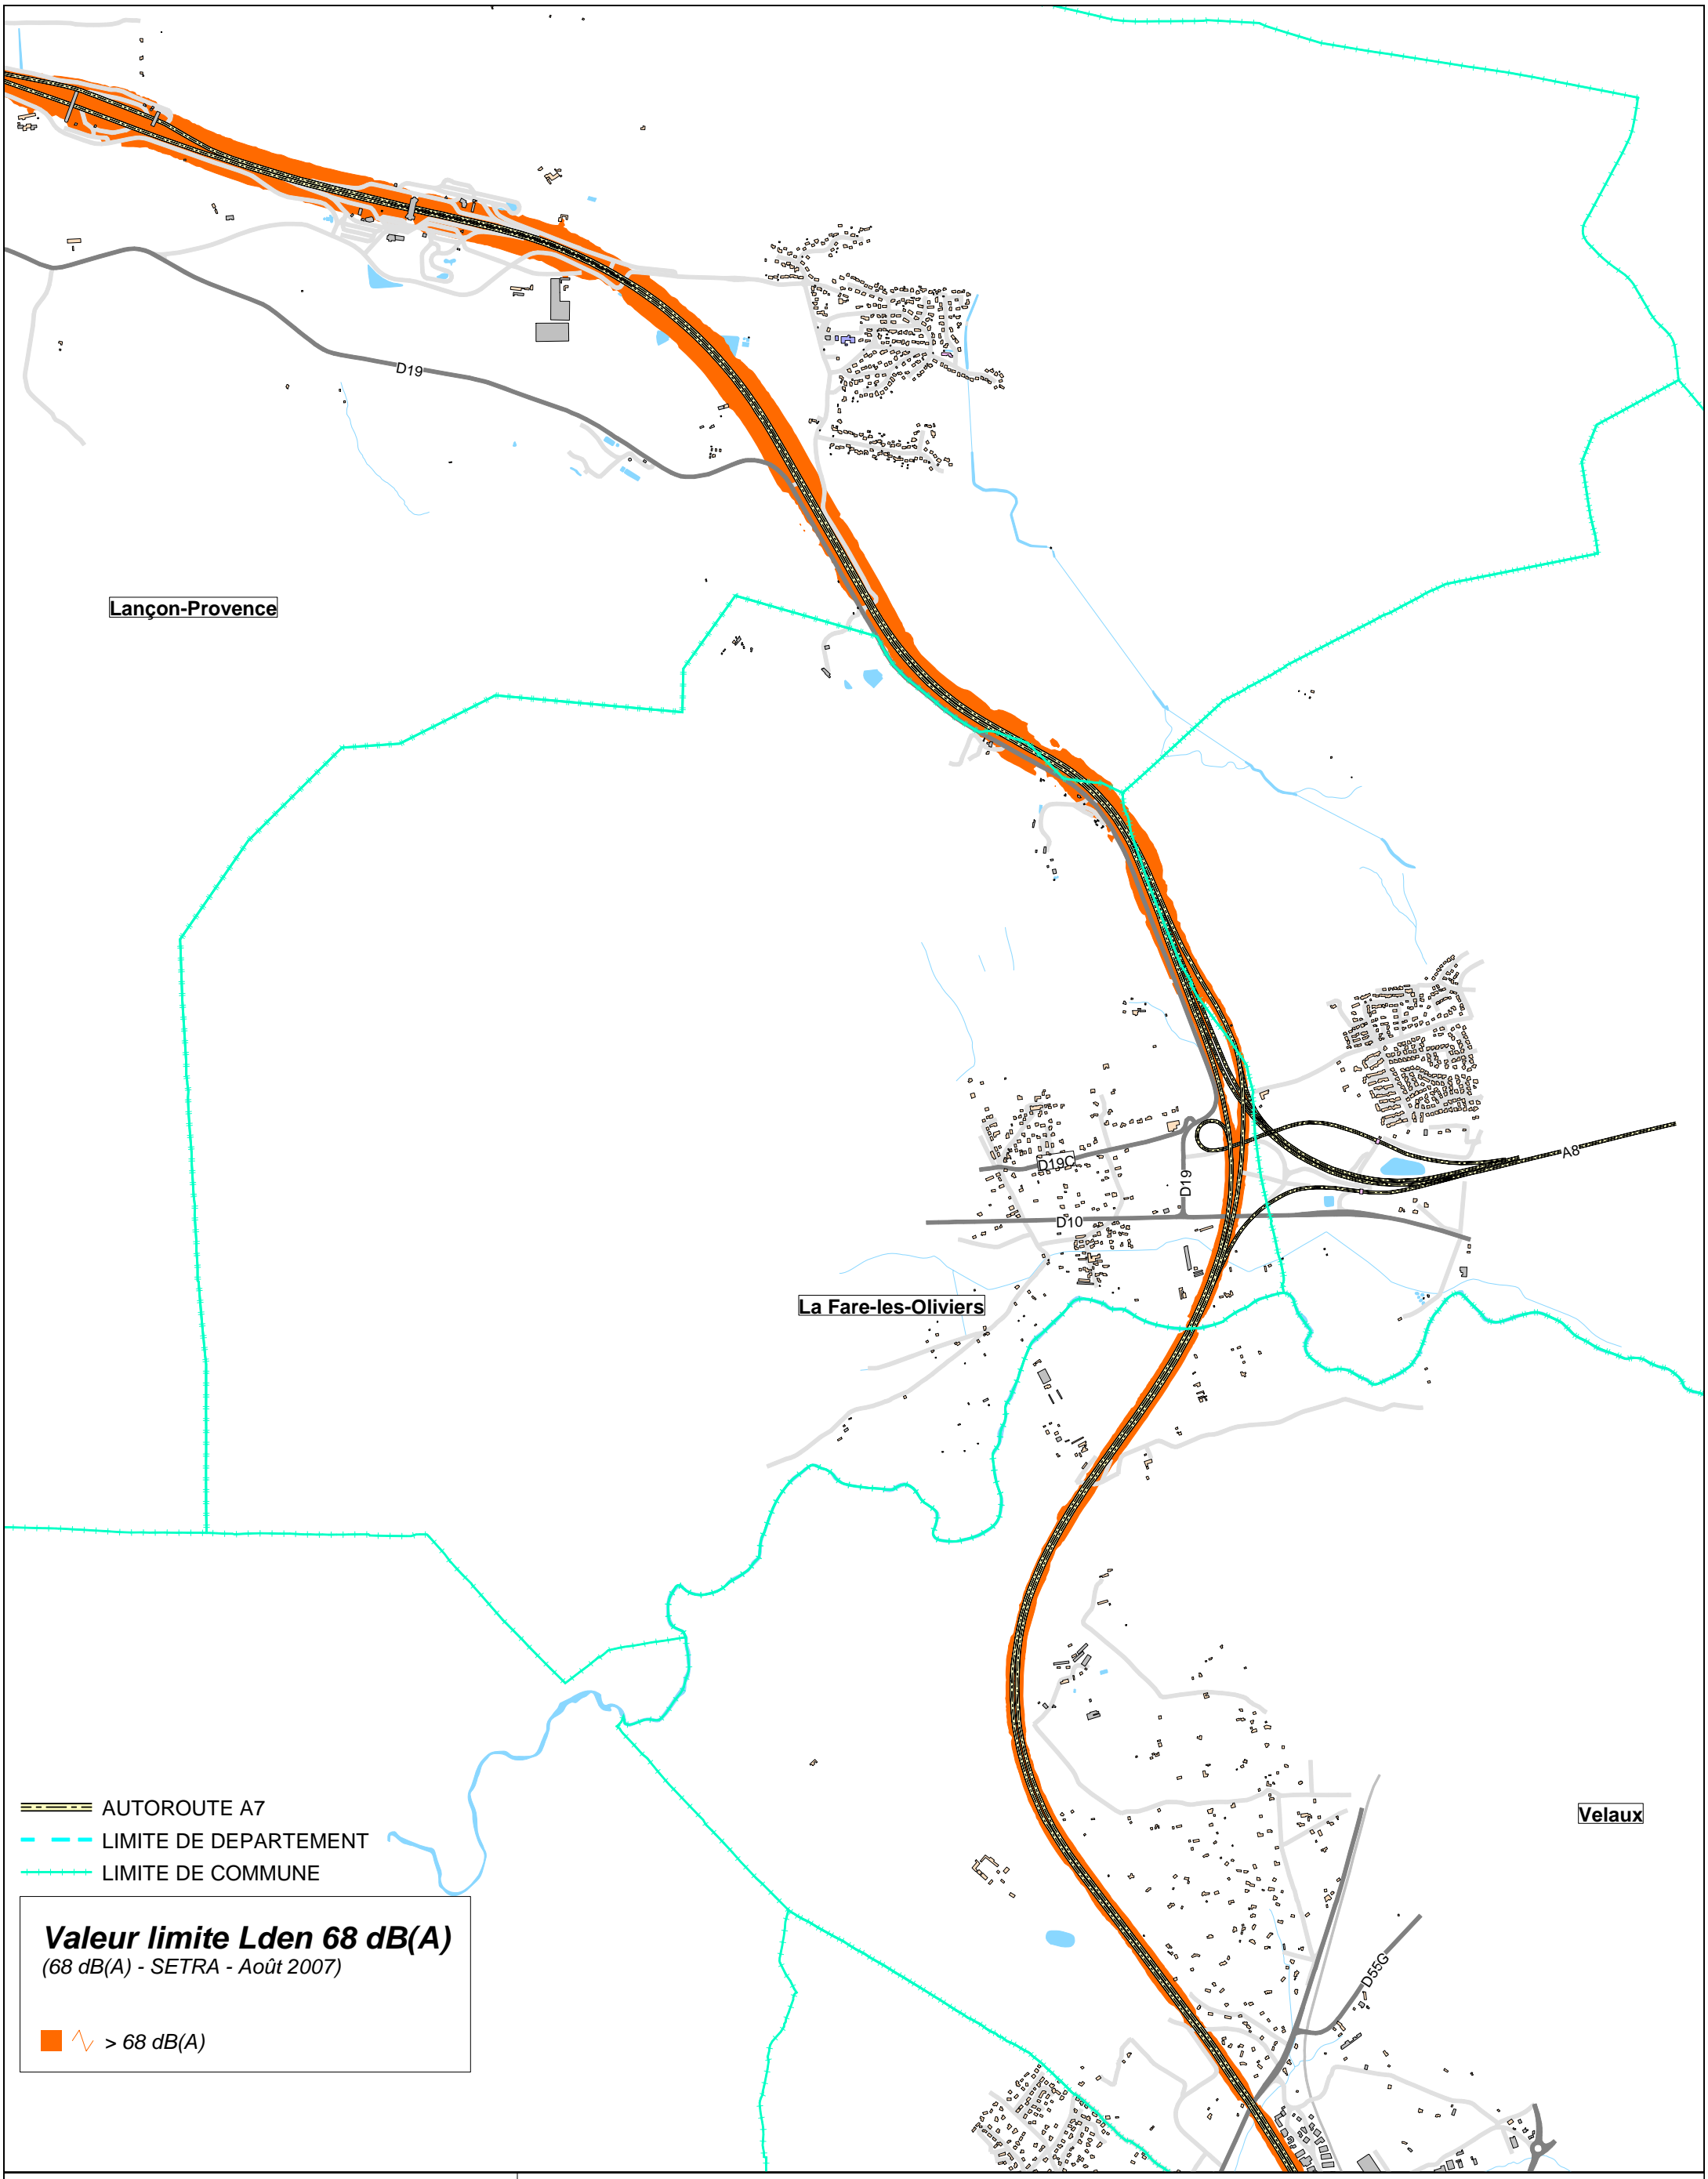 D19
Lançon-Provence
D19C
D19
A8
D10
La Fare-les-Oliviers
AUTOROUTE A7
LIMITE DE DEPARTEMENT
LIMITE DE COMMUNE
Velaux
Valeur limite Lden 68 dB(A)
(68 dB(A) - SETRA - Août 2007)
D55G
> 68 dB(A)